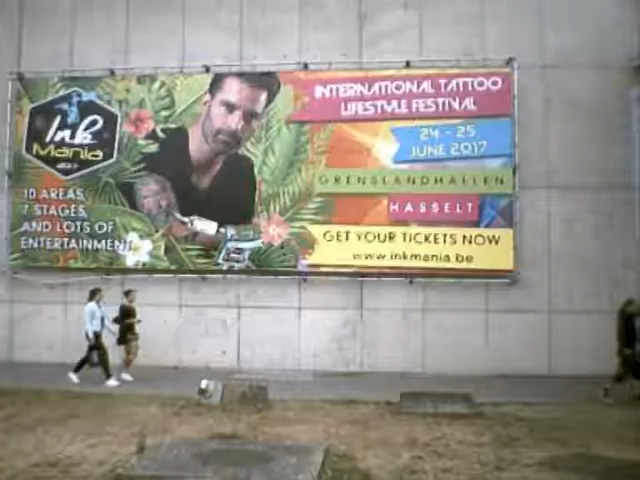 Ink
Mania
10 AREAS,
7 STAGES,
AND LOTS OF
ENTERTAINMENT
INTERNATIONAL TATTOO
LIFESTYLE FESTIVAL
24 - 25
JUNE 2017
GRENSLANDHALLEN
HASSELT
GET YOUR TICKETS NOW
www.inkmania.be